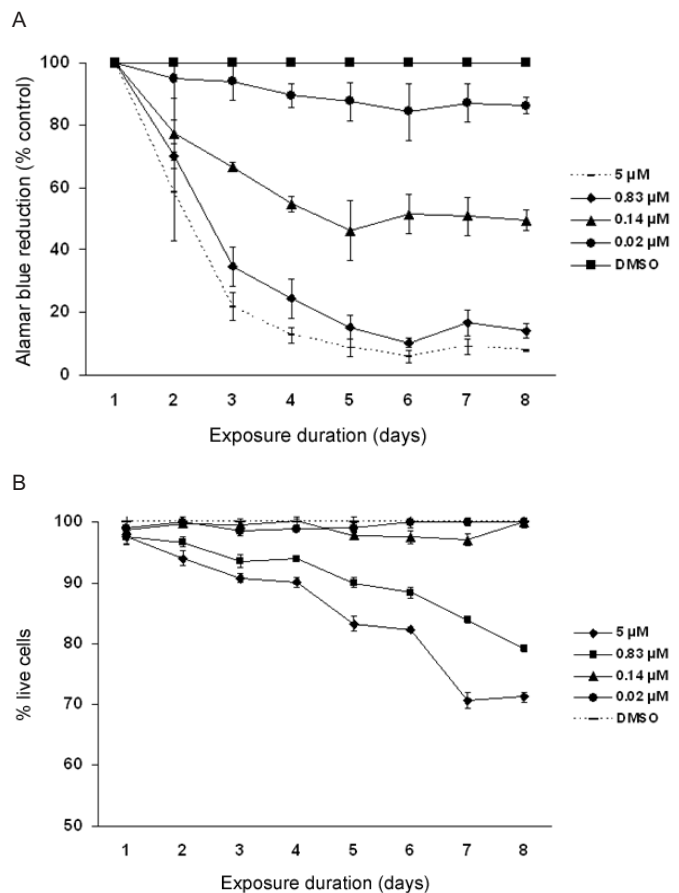 A
Alamar blue reduction (% control)
100
80
60
40
20
0
1 2 3 4 5 6 7 8
Exposure duration (days)
5 µM
0.83 µM
0.14 µM
0.02 µM
DMSO
B
% live cells
100
90
80
70
60
50
1 2 3 4 5 6 7 8
Exposure duration (days)
5 µM
0.83 µM
0.14 µM
0.02 µM
DMSO